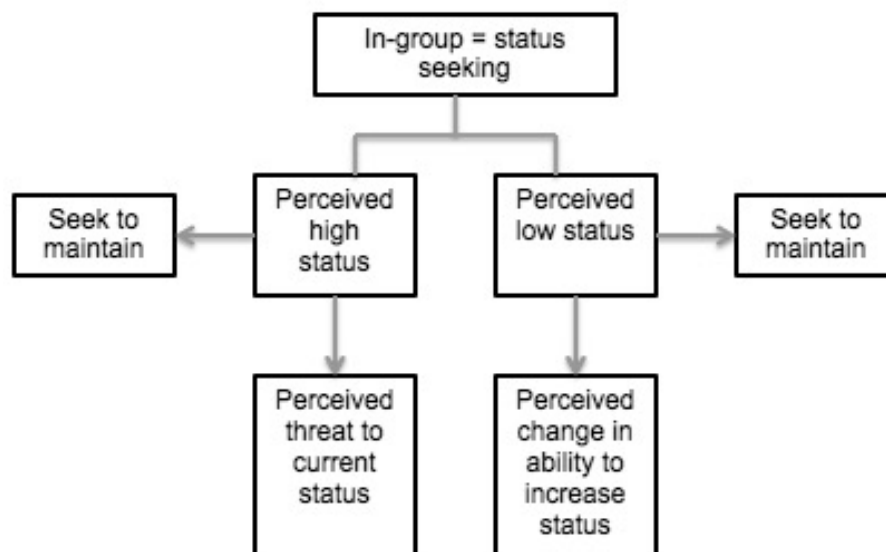 In-group = status
seeking
Seek to
maintain
Perceived
high
status
Perceived
low status
Seek to
maintain
Perceived
threat to
current
status
Perceived
change in
ability to
increase
status